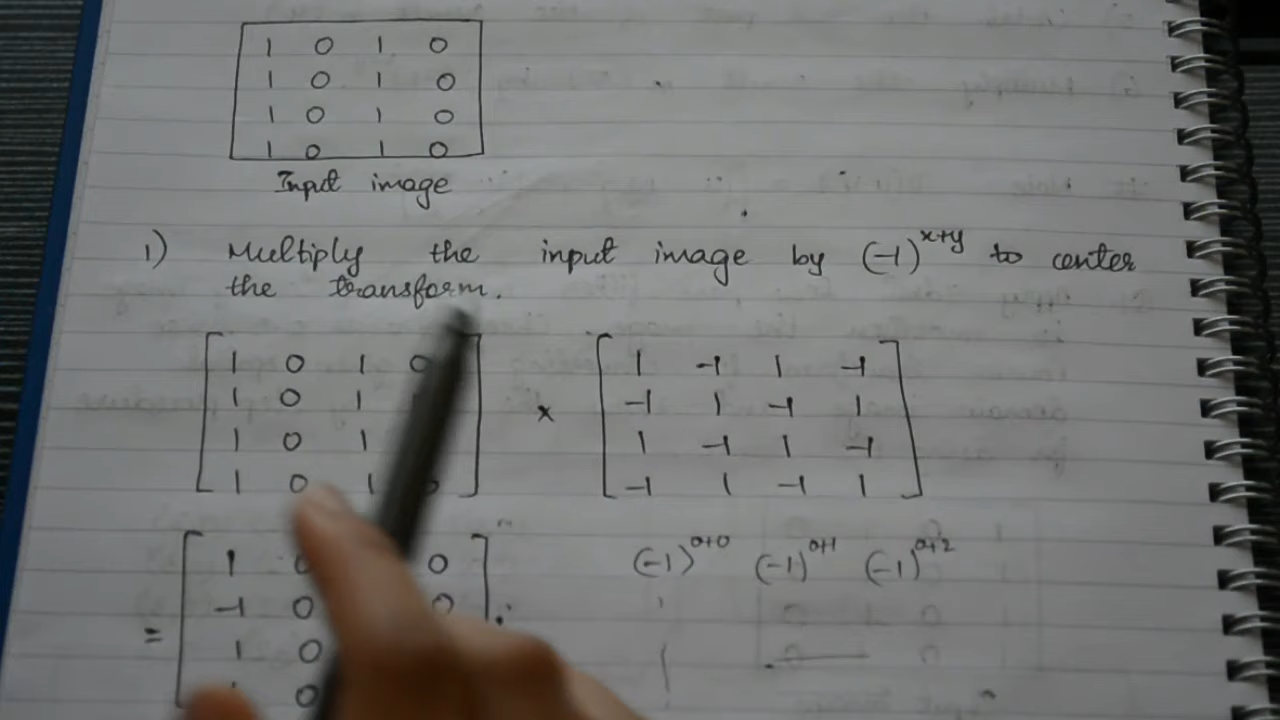 1 0 1 0
1 0 1 0
1 0 1 0
1 0 1 0
Input image
1) Multiply the input image by (-1)^x+y to center
the transform.
1 0 1 0 1 -1 1 -1
1 0 1 × -1 1 -1 1
1 0 1 1 -1 1 -1
1 0 1 -1 1 -1 1
1 0 (-1)^0+0 (-1)^0+1 (-1)^0+2
-1 0 0
= 1 0
0